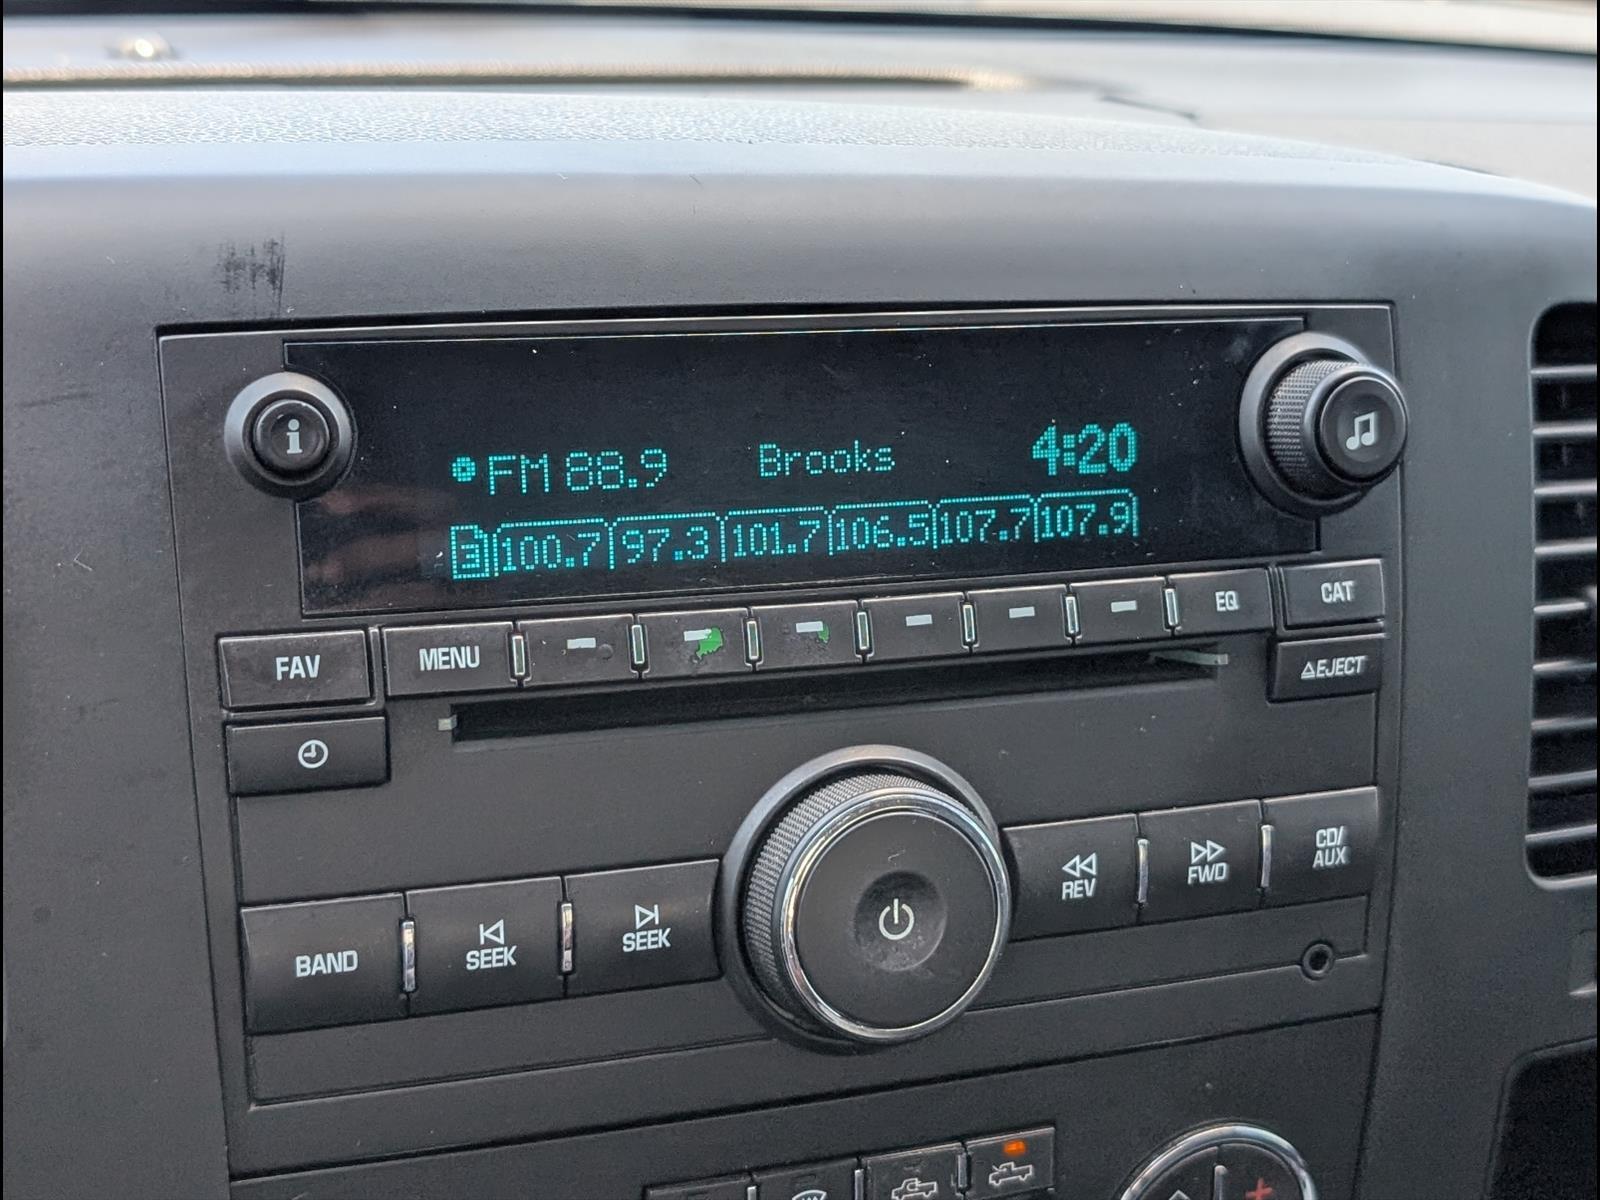 FM 88.9 Brooks 4:20
3 100.7 97.3 101.7 106.5 107.7 107.9
EQ CAT
FAV MENU EJECT
REV FWD CD/
AUX
BAND SEEK SEEK